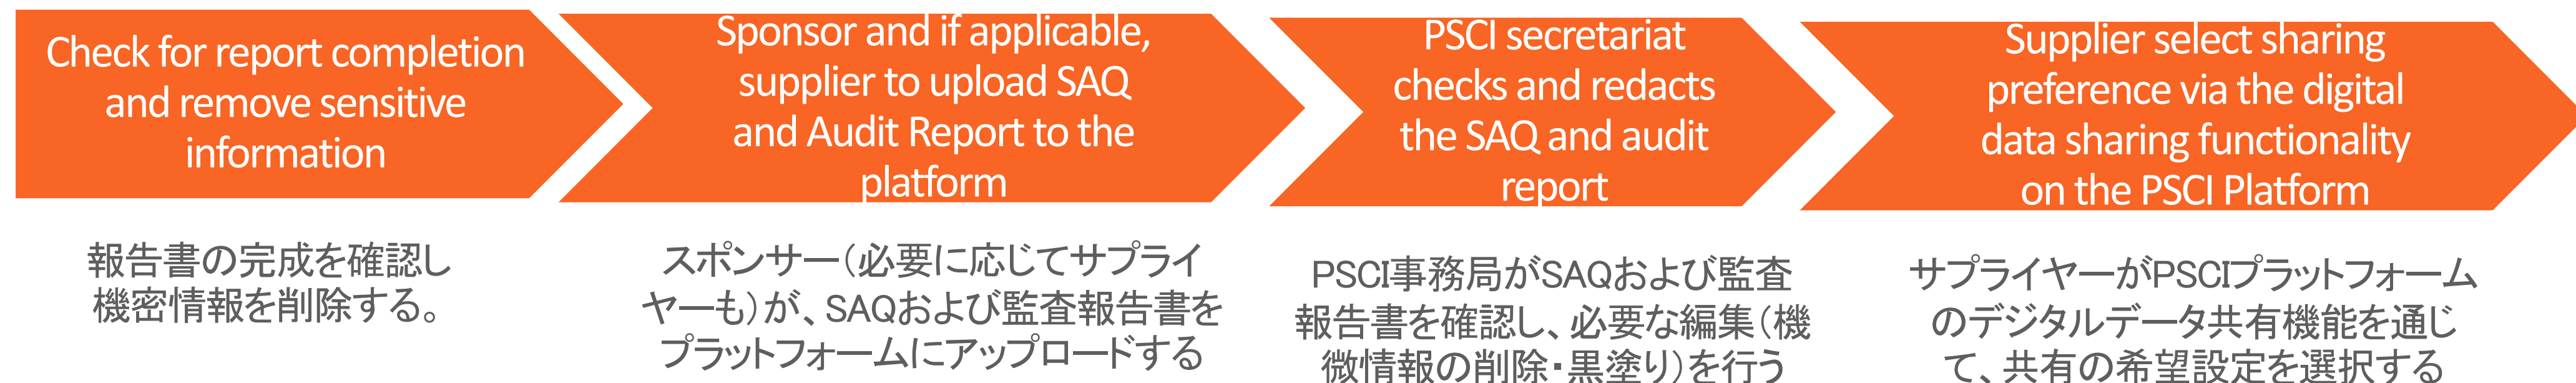 Check for report completion
and remove sensitive
information
Sponsor and if applicable,
supplier to upload SAQ
and Audit Report to the
platform
PSCI secretariat
checks and redacts
the SAQ and audit
report
Supplier select sharing
preference via the digital
data sharing functionality
on the PSCI Platform
報告書の完成を確認し
機密情報を削除する。
スポンサー（必要に応じてサプライ
ヤーも）が、SAQおよび監査報告書を
プラットフォームにアップロードする
PSCI事務局がSAQおよび監査
報告書を確認し、必要な編集（機
微情報の削除・黒塗り）を行う
サプライヤーがPSCIプラットフォーム
のデジタルデータ共有機能を通じ
て、共有の希望設定を選択する